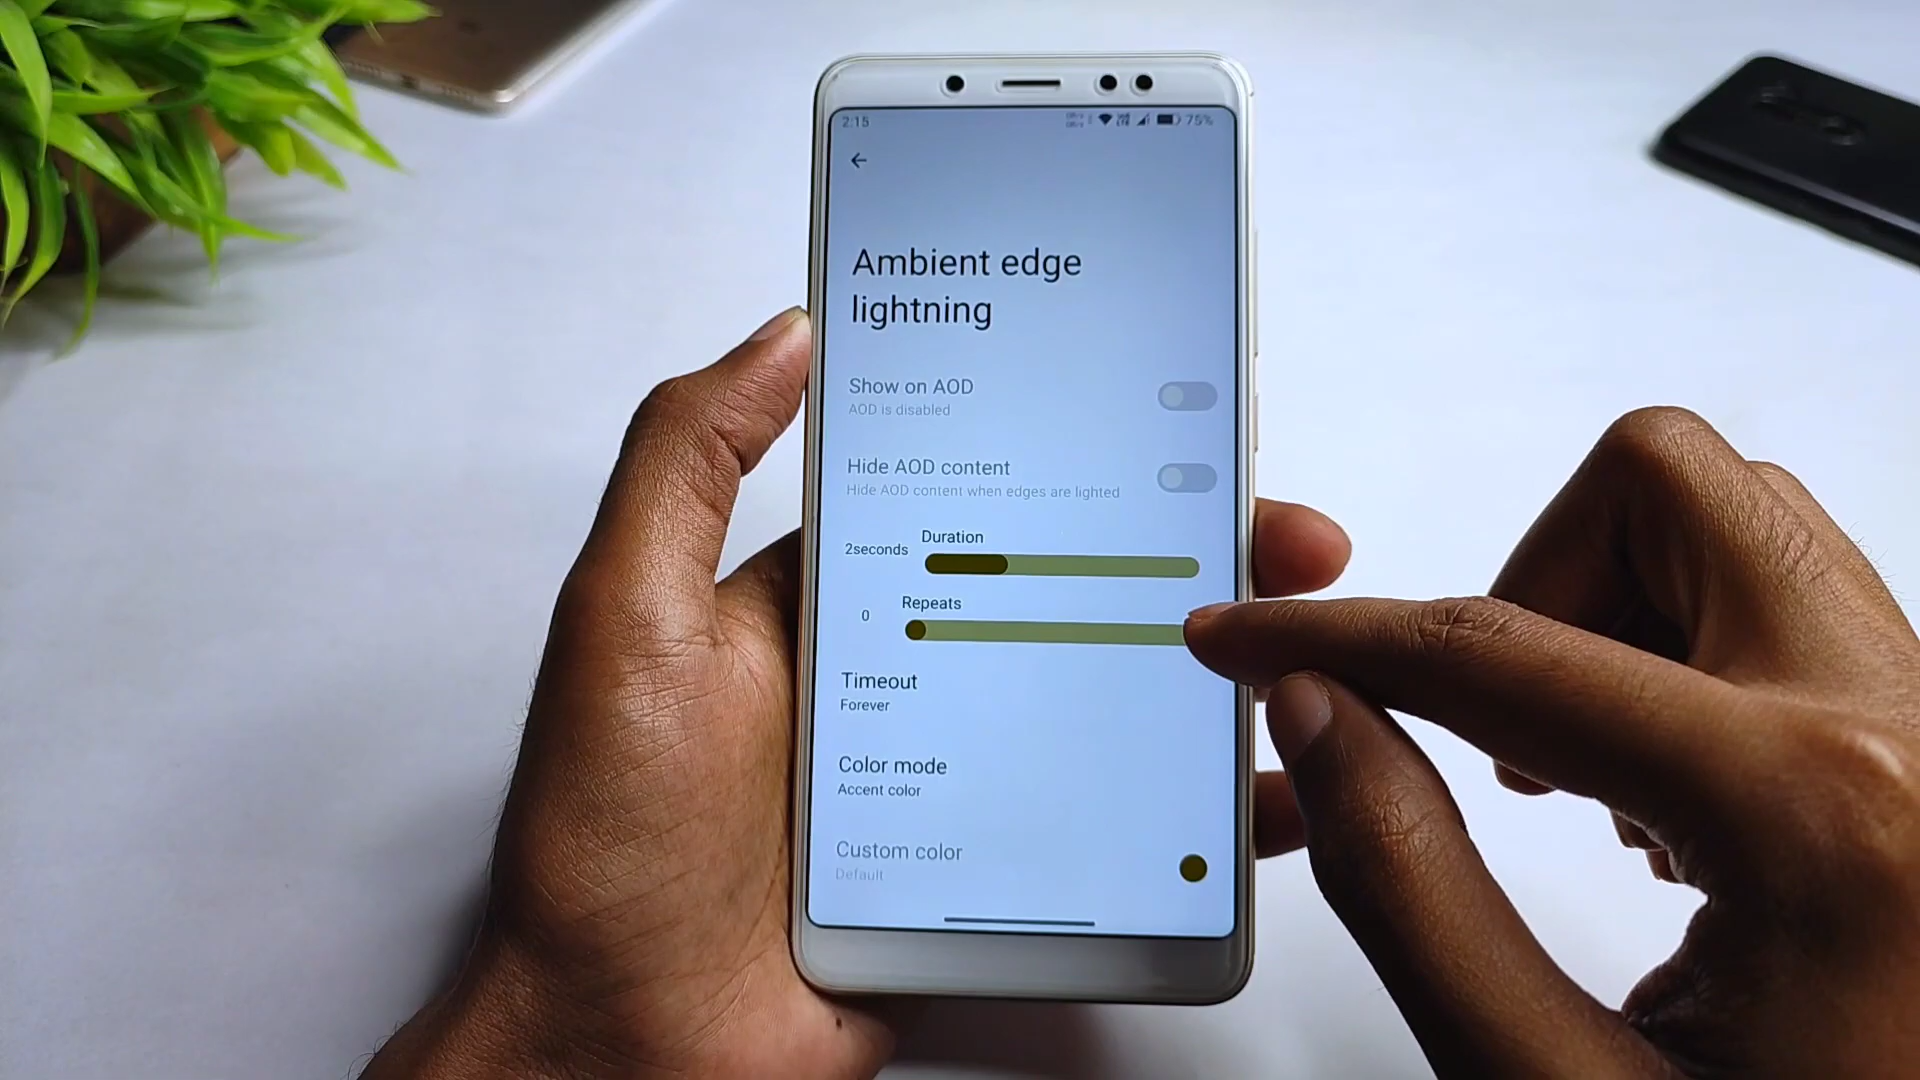 2:15
75%
Ambient edge
lightning
Show on AOD
AOD is disabled
Hide AOD content
Hide AOD content when edges are lighted
Duration
2seconds
Repeats
0
Timeout
Forever
Color mode
Accent color
Custom color
Default